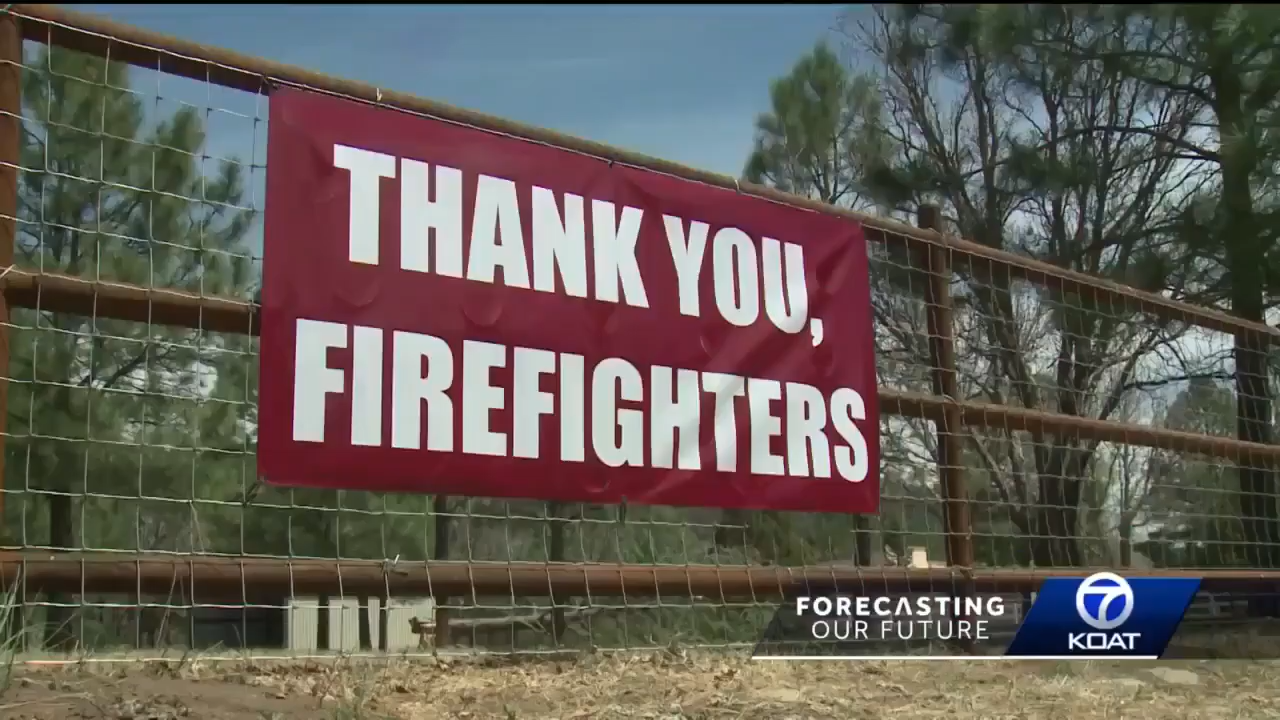 THANK YOU,
FIREFIGHTERS
FORECASTING
OUR FUTURE
7
KOAT